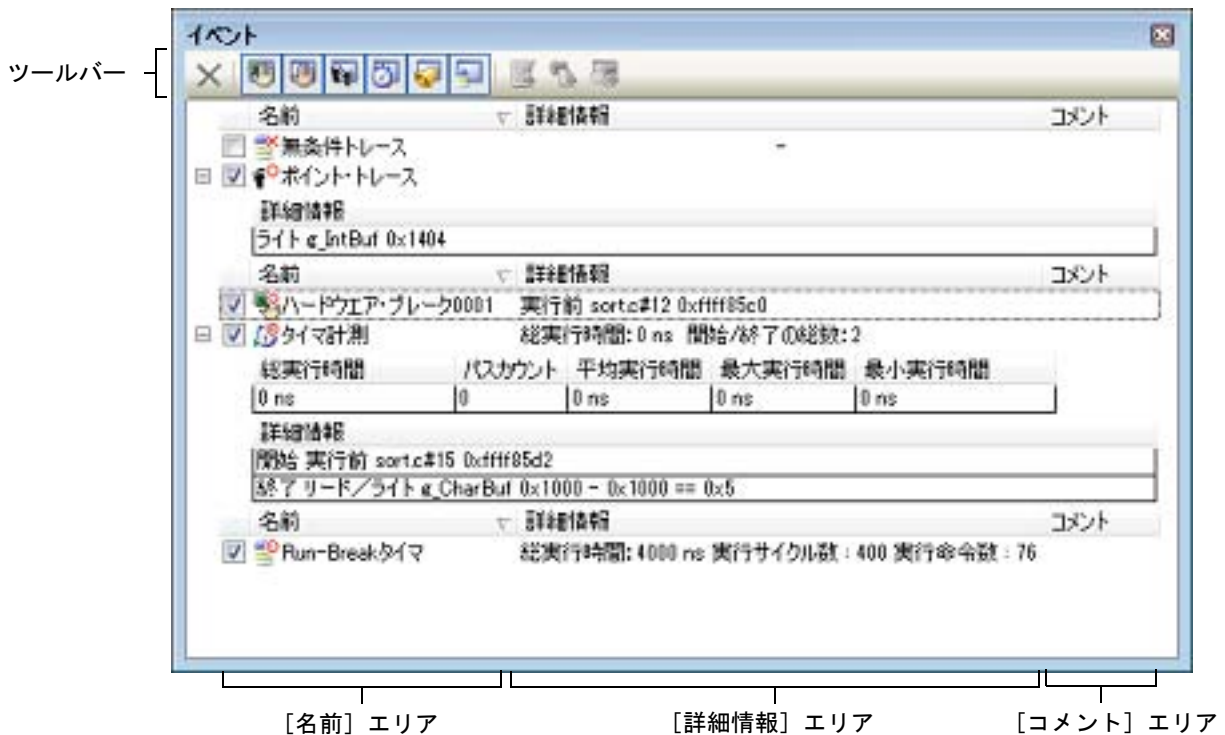 イベント
ツールバー
名前 詳細情報 コメント
無条件トレース -
ポイント・トレース
詳細情報
ライト g_IntBuf 0x1404
名前 詳細情報 コメント
ハードウエア・ブレーク0001 実行前 sort.c#12 0xffff85c0
タイマ計測 総実行時間: 0 ns 開始/終了の総数: 2
総実行時間 パスカウント 平均実行時間 最大実行時間 最小実行時間
0 ns 0 0 ns 0 ns 0 ns
詳細情報
開始 実行前 sort.c#15 0xffff85d2
終了 リード/ライト g_CharBuf 0x1000 - 0x1000 == 0x5
名前 詳細情報 コメント
Run-Breakタイマ 総実行時間: 4000 ns 実行サイクル数 : 400 実行命令数 : 76
[名前] エリア [詳細情報] エリア [コメント] エリア